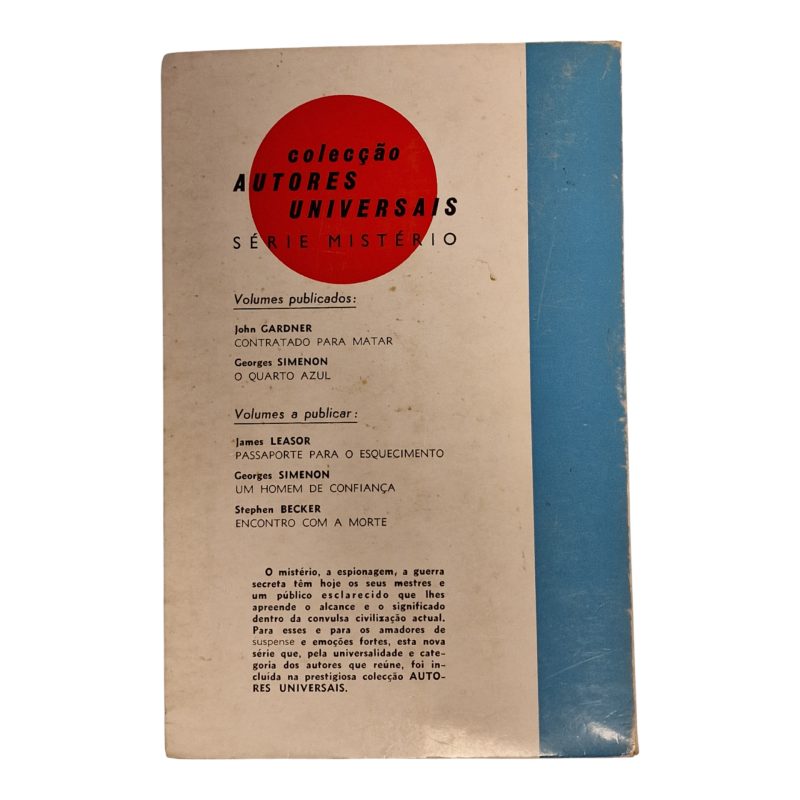 colecção
AUTORES
UNIVERSAIS
SÉRIE MISTÉRIO
Volumes publicados:
John GARDNER
CONTRATADO PARA MATAR
Georges SIMENON
O QUARTO AZUL
Volumes a publicar:
James LEASOR
PASSAPORTE PARA O ESQUECIMENTO
Georges SIMENON
UM HOMEM DE CONFIANÇA
Stephen BECKER
ENCONTRO COM A MORTE
O mistério, a espionagem, a guerra
secreta têm hoje os seus mestres e
um público esclarecido que lhes
apreende o alcance e o significado
dentro da convulsa civilização actual.
Para esses e para os amadores de
suspense e emoções fortes, esta nova
série que, pela universalidade e cate-
goria dos autores que reúne, foi in-
cluída na prestigiosa colecção AUTO-
RES UNIVERSAIS.